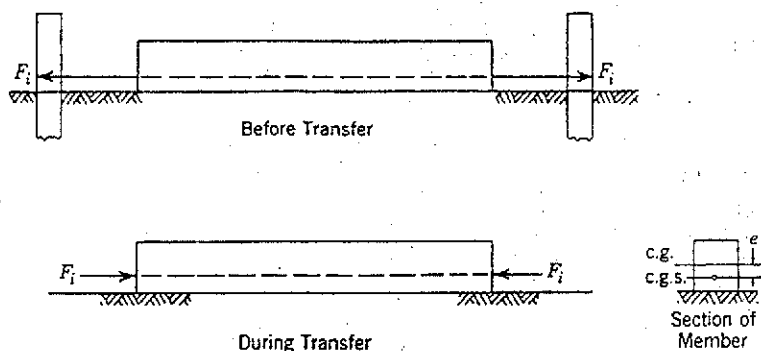 F_i
F_i
Before Transfer
F_i
F_i
During Transfer
c.g.
e
c.g.s.
Section of
Member